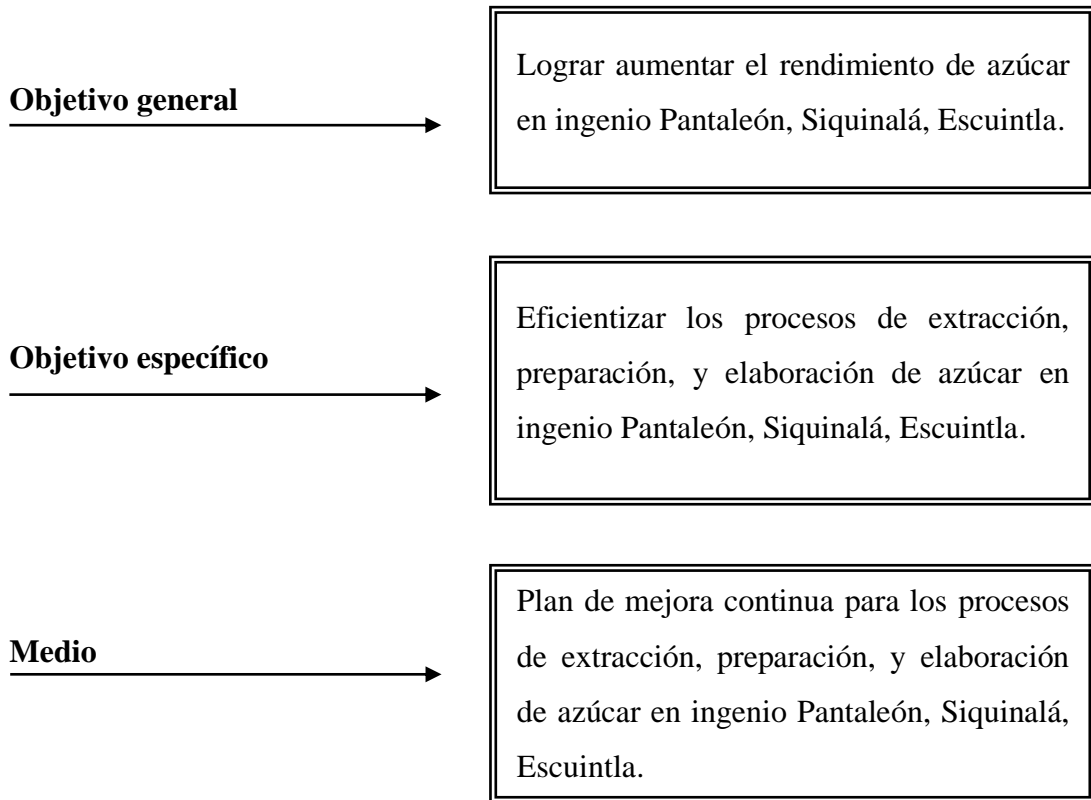 Objetivo general
Lograr aumentar el rendimiento de azúcar
en ingenio Pantaleón, Siquinalá, Escuintla.
Objetivo específico
Eficientizar los procesos de extracción,
preparación, y elaboración de azúcar en
ingenio Pantaleón, Siquinalá, Escuintla.
Medio
Plan de mejora continua para los procesos
de extracción, preparación, y elaboración
de azúcar en ingenio Pantaleón, Siquinalá,
Escuintla.